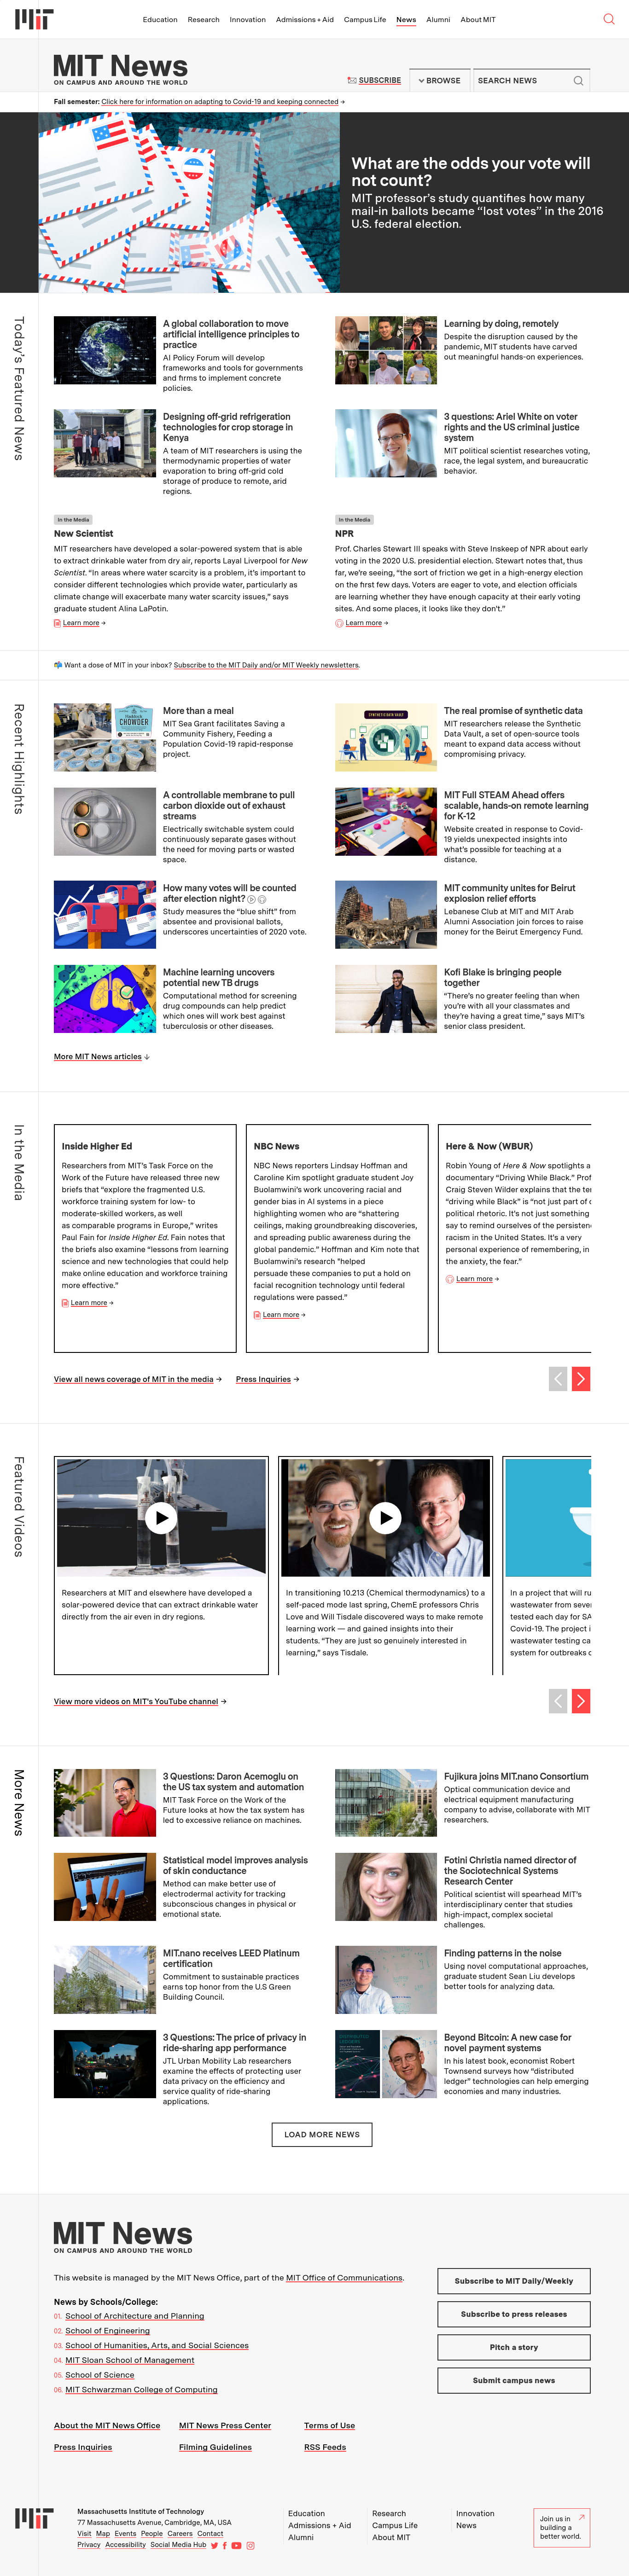 MIT
Education Research Innovation Admissions + Aid Campus Life News Alumni About MIT
MIT News
ON CAMPUS AND AROUND THE WORLD
SUBSCRIBE
BROWSE
SEARCH NEWS
Fall semester: Click here for information on adapting to Covid-19 and keeping connected →
What are the odds your vote will
not count?
MIT professor's study quantifies how many
mail-in ballots became “lost votes” in the 2016
U.S. federal election.
Today's Featured News
A global collaboration to move
artificial intelligence principles to
practice
AI Policy Forum will develop
frameworks and tools for governments
and firms to implement concrete
policies.
Learning by doing, remotely
Despite the disruption caused by the
pandemic, MIT students have carved
out meaningful hands-on experiences.
Designing off-grid refrigeration
technologies for crop storage in
Kenya
A team of MIT researchers is using the
thermodynamic properties of water
evaporation to bring off-grid cold
storage of produce to remote, arid
regions.
3 questions: Ariel White on voter
rights and the US criminal justice
system
MIT political scientist researches voting,
race, the legal system, and bureaucratic
behavior.
In the Media
New Scientist
MIT researchers have developed a solar-powered system that is able
to extract drinkable water from dry air, reports Layal Liverpool for New
Scientist. “In areas where water scarcity is a problem, it's important to
consider different technologies which provide water, particularly as
climate change will exacerbate many water scarcity issues,” says
graduate student Alina LaPotin.
Learn more →
In the Media
NPR
Prof. Charles Stewart III speaks with Steve Inskeep of NPR about early
voting in the 2020 U.S. presidential election. Stewart notes that, thus
far, we're seeing, “the sort of friction we get in a high-energy election
on the first few days. Voters are eager to vote, and election officials
are learning whether they have enough capacity at their early voting
sites. And some places, it looks like they don't.”
Learn more →
Want a dose of MIT in your inbox? Subscribe to the MIT Daily and/or MIT Weekly newsletters.
Recent Highlights
CHOWDER
More than a meal
MIT Sea Grant facilitates Saving a
Community Fishery, Feeding a
Population Covid-19 rapid-response
project.
SYNTHETIC DATA VAULT
The real promise of synthetic data
MIT researchers release the Synthetic
Data Vault, a set of open-source tools
meant to expand data access without
compromising privacy.
A controllable membrane to pull
carbon dioxide out of exhaust
streams
Electrically switchable system could
continuously separate gases without
the need for moving parts or wasted
space.
MIT Full STEAM Ahead offers
scalable, hands-on remote learning
for K-12
Website created in response to Covid-
19 yields unexpected insights into
what's possible for teaching at a
distance.
How many votes will be counted
after election night?
Study measures the “blue shift” from
absentee and provisional ballots,
underscores uncertainties of 2020 vote.
MIT community unites for Beirut
explosion relief efforts
Lebanese Club at MIT and MIT Arab
Alumni Association join forces to raise
money for the Beirut Emergency Fund.
Machine learning uncovers
potential new TB drugs
Computational method for screening
drug compounds can help predict
which ones will work best against
tuberculosis or other diseases.
Kofi Blake is bringing people
together
“There's no greater feeling than when
you're with all your classmates and
they're having a great time,” says MIT's
senior class president.
More MIT News articles ↓
In the Media
Inside Higher Ed
Researchers from MIT's Task Force on the
Work of the Future have released three new
briefs that “explore the fragmented U.S.
workforce training system for low- to
moderate-skilled workers, as well
as comparable programs in Europe,” writes
Paul Fain for Inside Higher Ed. Fain notes that
the briefs also examine “lessons from learning
science and new technologies that could help
make online education and workforce training
more effective.”
Learn more →
NBC News
NBC News reporters Lindsay Hoffman and
Caroline Kim spotlight graduate student Joy
Buolamwini's work uncovering racial and
gender bias in AI systems in a piece
highlighting women who are “shattering
ceilings, making groundbreaking discoveries,
and spreading public awareness during the
global pandemic.” Hoffman and Kim note that
Buolamwini's research “helped
persuade these companies to put a hold on
facial recognition technology until federal
regulations were passed.”
Learn more →
Here & Now (WBUR)
Robin Young of Here & Now spotlights a
documentary “Driving While Black.” Prof
Craig Steven Wilder explains that the ter
“driving while Black” is “not just part of c
political rhetoric. It's not just something
say to remind ourselves of the persistenc
racism in the United States. It's a very
personal experience of remembering, in
the anxiety, the fear.”
Learn more →
View all news coverage of MIT in the media → Press Inquiries →
Featured Videos
Researchers at MIT and elsewhere have developed a
solar-powered device that can extract drinkable water
directly from the air even in dry regions.
In transitioning 10.213 (Chemical thermodynamics) to a
self-paced mode last spring, ChemE professors Chris
Love and Will Tisdale discovered ways to make remote
learning work — and gained insights into their
students. “They are just so genuinely interested in
learning,” says Tisdale.
In a project that will ru
wastewater from sever
tested each day for SA
Covid-19. The project i
wastewater testing ca
system for outbreaks o
View more videos on MIT's YouTube channel →
More News
3 Questions: Daron Acemoglu on
the US tax system and automation
MIT Task Force on the Work of the
Future looks at how the tax system has
led to excessive reliance on machines.
Fujikura joins MIT.nano Consortium
Optical communication device and
electrical equipment manufacturing
company to advise, collaborate with MIT
researchers.
Statistical model improves analysis
of skin conductance
Method can make better use of
electrodermal activity for tracking
subconscious changes in physical or
emotional state.
Fotini Christia named director of
the Sociotechnical Systems
Research Center
Political scientist will spearhead MIT's
interdisciplinary center that studies
high-impact, complex societal
challenges.
MIT.nano receives LEED Platinum
certification
Commitment to sustainable practices
earns top honor from the U.S Green
Building Council.
Finding patterns in the noise
Using novel computational approaches,
graduate student Sean Liu develops
better tools for analyzing data.
3 Questions: The price of privacy in
ride-sharing app performance
JTL Urban Mobility Lab researchers
examine the effects of protecting user
data privacy on the efficiency and
service quality of ride-sharing
applications.
Beyond Bitcoin: A new case for
novel payment systems
In his latest book, economist Robert
Townsend surveys how “distributed
ledger” technologies can help emerging
economies and many industries.
LOAD MORE NEWS
MIT News
ON CAMPUS AND AROUND THE WORLD
This website is managed by the MIT News Office, part of the MIT Office of Communications.
News by Schools/College:
01. School of Architecture and Planning
02. School of Engineering
03. School of Humanities, Arts, and Social Sciences
04. MIT Sloan School of Management
05. School of Science
06. MIT Schwarzman College of Computing
Subscribe to MIT Daily/Weekly
Subscribe to press releases
Pitch a story
Submit campus news
About the MIT News Office MIT News Press Center Terms of Use
Press Inquiries Filming Guidelines RSS Feeds
MIT
Massachusetts Institute of Technology
77 Massachusetts Avenue, Cambridge, MA, USA
Visit Map Events People Careers Contact
Privacy Accessibility Social Media Hub
Education Research Innovation
Admissions + Aid Campus Life News
Alumni About MIT
Join us in
building a
better world.